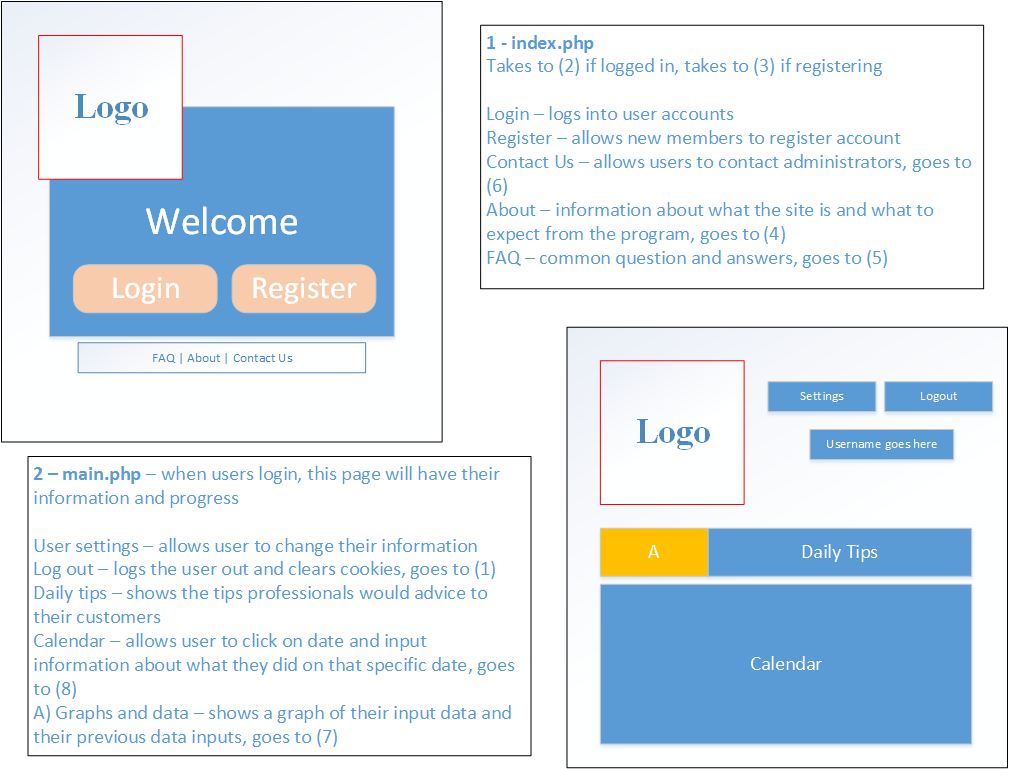 Logo
Welcome
Login
Register
FAQ | About | Contact Us
1 - index.php
Takes to (2) if logged in, takes to (3) if registering
Login – logs into user accounts
Register – allows new members to register account
Contact Us – allows users to contact administrators, goes to
(6)
About – information about what the site is and what to
expect from the program, goes to (4)
FAQ – common question and answers, goes to (5)
2 – main.php – when users login, this page will have their
information and progress
User settings – allows user to change their information
Log out – logs the user out and clears cookies, goes to (1)
Daily tips – shows the tips professionals would advice to
their customers
Calendar – allows user to click on date and input
information about what they did on that specific date, goes
to (8)
A) Graphs and data – shows a graph of their input data and
their previous data inputs, goes to (7)
Logo
Settings
Logout
Username goes here
A
Daily Tips
Calendar